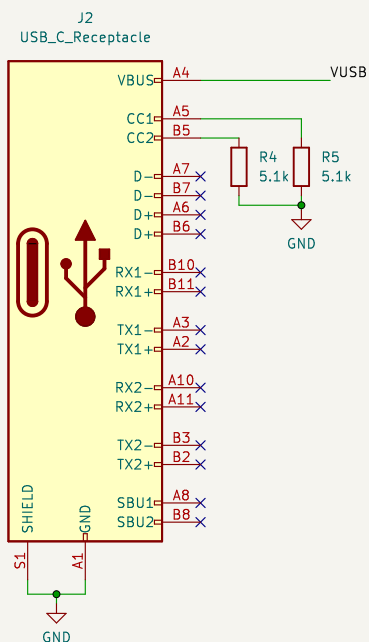 J2
USB_C_Receptacle
VBUS A4 VUSB
CC1 A5
CC2 B5
R4 R5
5.1k 5.1k
D- A7
D- B7
D+ A6
D+ B6
GND
RX1- B10
RX1+ B11
TX1- A3
TX1+ A2
RX2- A10
RX2+ A11
TX2- B3
TX2+ B2
SBU1 A8
SBU2 B8
SHIELD GND
S1 A1
GND